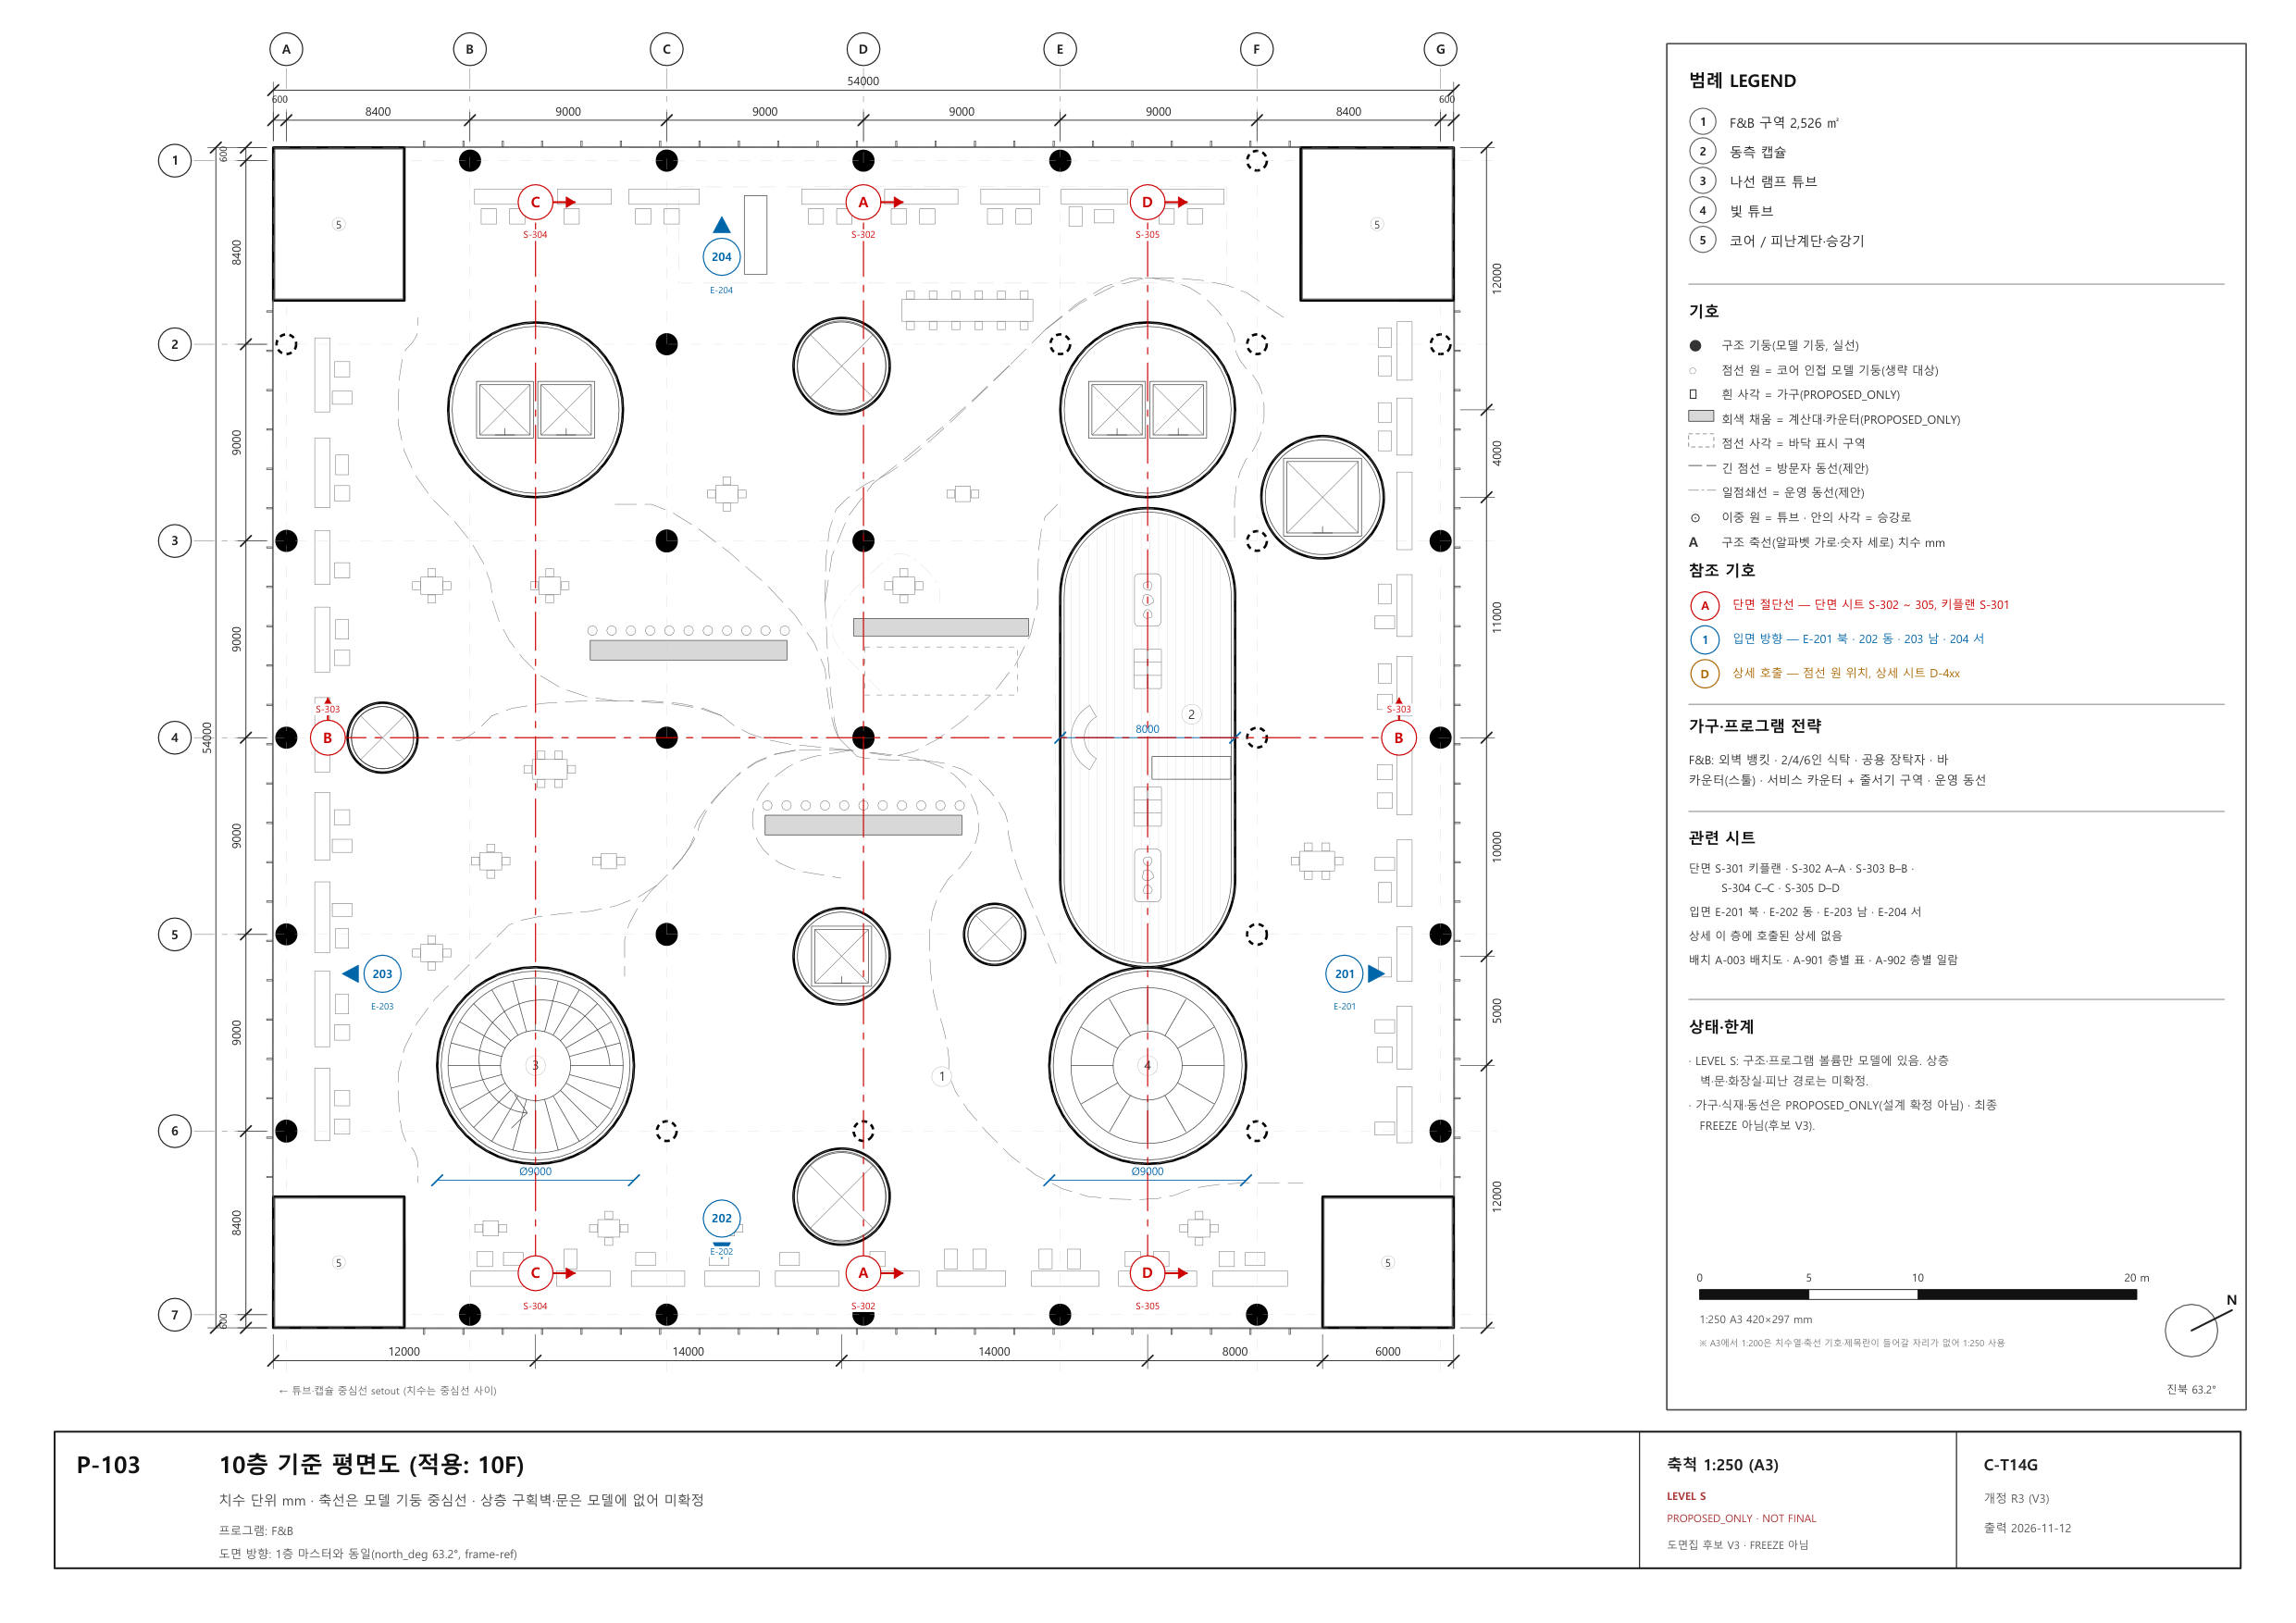 A B C D E F G
54000
600 600
8400 9000 9000 9000 9000 8400
1
2
3
4
5
6
7
600
8400
9000
9000
54000
9000
9000
8400
600
12000
4000
11000
10000
5000
12000
5
5
C A D
S-304 S-302 S-305
204
E-204
S-303
B
S-303
B
2
8000
203
E-203
201
E-201
3
1
4
Ø9000 Ø9000
202
E-202
5
5
C A D
S-304 S-302 S-305
12000 14000 14000 8000 6000
← 튜브·캡슐 중심선 setout (치수는 중심선 사이)
범례 LEGEND
1 F&B 구역 2,526 ㎡
2 동측 캡슐
3 나선 램프 튜브
4 빛 튜브
5 코어 / 피난계단·승강기
기호
구조 기둥(모델 기둥, 실선)
점선 원 = 코어 인접 모델 기둥(생략 대상)
흰 사각 = 가구(PROPOSED_ONLY)
회색 채움 = 계산대·카운터(PROPOSED_ONLY)
점선 사각 = 바닥 표시 구역
긴 점선 = 방문자 동선(제안)
일점쇄선 = 운영 동선(제안)
이중 원 = 튜브 · 안의 사각 = 승강로
A 구조 축선(알파벳 가로·숫자 세로) 치수 mm
참조 기호
A 단면 절단선 — 단면 시트 S-302 ~ 305, 키플랜 S-301
1 입면 방향 — E-201 북 · 202 동 · 203 남 · 204 서
D 상세 호출 — 점선 원 위치, 상세 시트 D-4xx
가구·프로그램 전략
F&B: 외벽 뱅킷 · 2/4/6인 식탁 · 공용 장탁자 · 바
카운터(스툴) · 서비스 카운터 + 줄서기 구역 · 운영 동선
관련 시트
단면 S-301 키플랜 · S-302 A–A · S-303 B–B ·
S-304 C–C · S-305 D–D
입면 E-201 북 · E-202 동 · E-203 남 · E-204 서
상세 이 층에 호출된 상세 없음
배치 A-003 배치도 · A-901 층별 표 · A-902 층별 일람
상태·한계
· LEVEL S: 구조·프로그램 볼륨만 모델에 있음. 상층
벽·문·화장실·피난 경로는 미확정.
· 가구·식재·동선은 PROPOSED_ONLY(설계 확정 아님) · 최종
FREEZE 아님(후보 V3).
0 5 10 20 m
1:250 A3 420×297 mm
※ A3에서 1:200은 치수열·축선 기호·제목란이 들어갈 자리가 없어 1:250 사용
N
진북 63.2°
P-103
10층 기준 평면도 (적용: 10F)
치수 단위 mm · 축선은 모델 기둥 중심선 · 상층 구획벽·문은 모델에 없어 미확정
프로그램: F&B
도면 방향: 1층 마스터와 동일(north_deg 63.2°, frame-ref)
축척 1:250 (A3)
LEVEL S
PROPOSED_ONLY · NOT FINAL
도면집 후보 V3 · FREEZE 아님
C-T14G
개정 R3 (V3)
출력 2026-11-12